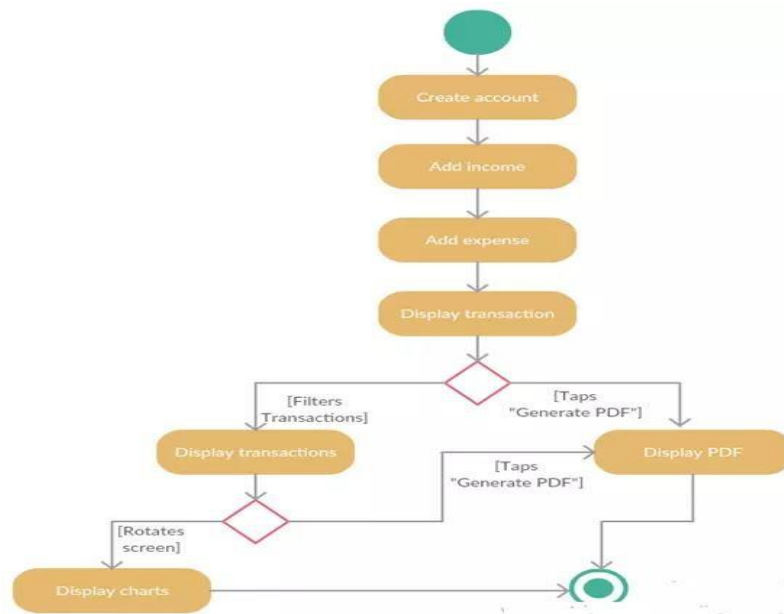 Create account
Add income
Add expense
Display transaction
[Filters
Transactions]
[Taps
"Generate PDF"]
Display transactions
Display PDF
[Taps
"Generate PDF"]
[Rotates
screen]
Display charts